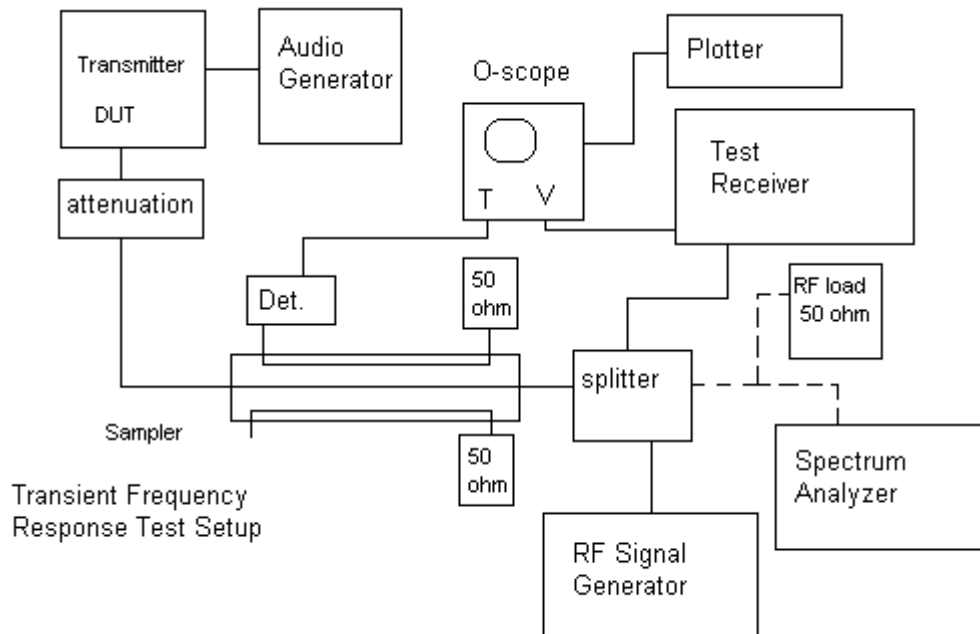 Transmitter
DUT
Audio
Generator
O-scope
Plotter
T V
Test
Receiver
attenuation
Det.
50
ohm
RF load
50 ohm
splitter
Sampler
50
ohm
Spectrum
Analyzer
Transient Frequency
Response Test Setup
RF Signal
Generator